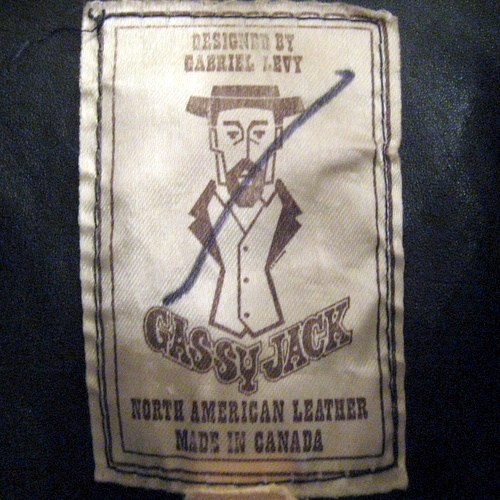 DESIGNED BY
GABRIEL LEVY
GASSY JACK
NORTH AMERICAN LEATHER
MADE IN CANADA